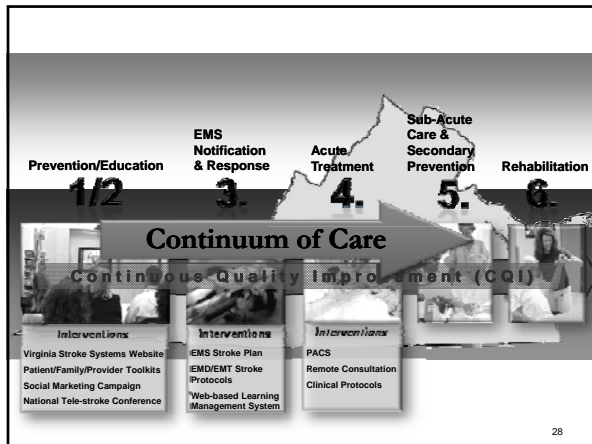 Prevention/Education
1/2
EMS
Notification
& Response
3.
Acute
Treatment
4.
Sub-Acute
Care &
Secondary
Prevention
5.
Rehabilitation
6.
Continuum of Care
Continuous Quality Improvement (CQI)
Interventions
Virginia Stroke Systems Website
Patient/Family/Provider Toolkits
Social Marketing Campaign
National Tele-stroke Conference
Interventions
EMS Stroke Plan
EMD/EMT Stroke
Protocols
Web-based Learning
Management System
Interventions
PACS
Remote Consultation
Clinical Protocols
28